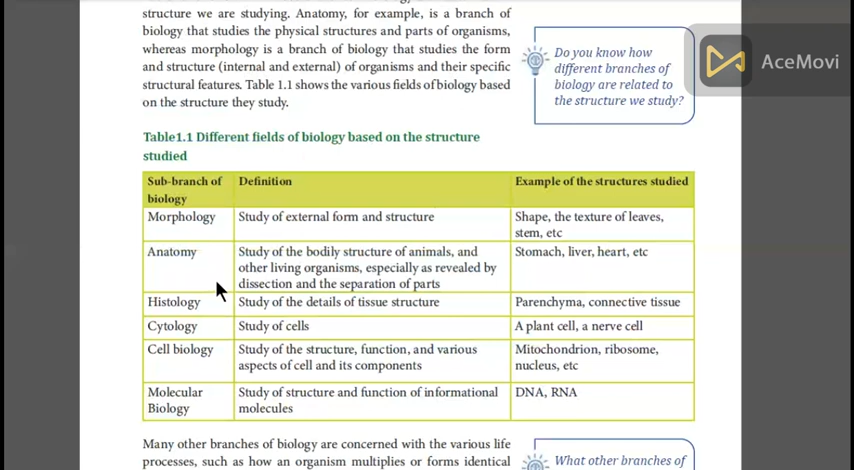 structure we are studying. Anatomy, for example, is a branch of
biology that studies the physical structures and parts of organisms,
whereas morphology is a branch of biology that studies the form
and structure (internal and external) of organisms and their specific
structural features. Table 1.1 shows the various fields of biology based
on the structure they study.
Do you know how
different branches of
biology are related to
the structure we study?
AceMovi
Table1.1 Different fields of biology based on the structure
studied
Sub-branch of
biology
Definition
Example of the structures studied
Morphology
Study of external form and structure
Shape, the texture of leaves,
stem, etc
Anatomy
Study of the bodily structure of animals, and
other living organisms, especially as revealed by
dissection and the separation of parts
Stomach, liver, heart, etc
Histology
Study of the details of tissue structure
Parenchyma, connective tissue
Cytology
Study of cells
A plant cell, a nerve cell
Cell biology
Study of the structure, function, and various
aspects of cell and its components
Mitochondrion, ribosome,
nucleus, etc
Molecular
Biology
Study of structure and function of informational
molecules
DNA, RNA
Many other branches of biology are concerned with the various life
processes, such as how an organism multiplies or forms identical
What other branches of